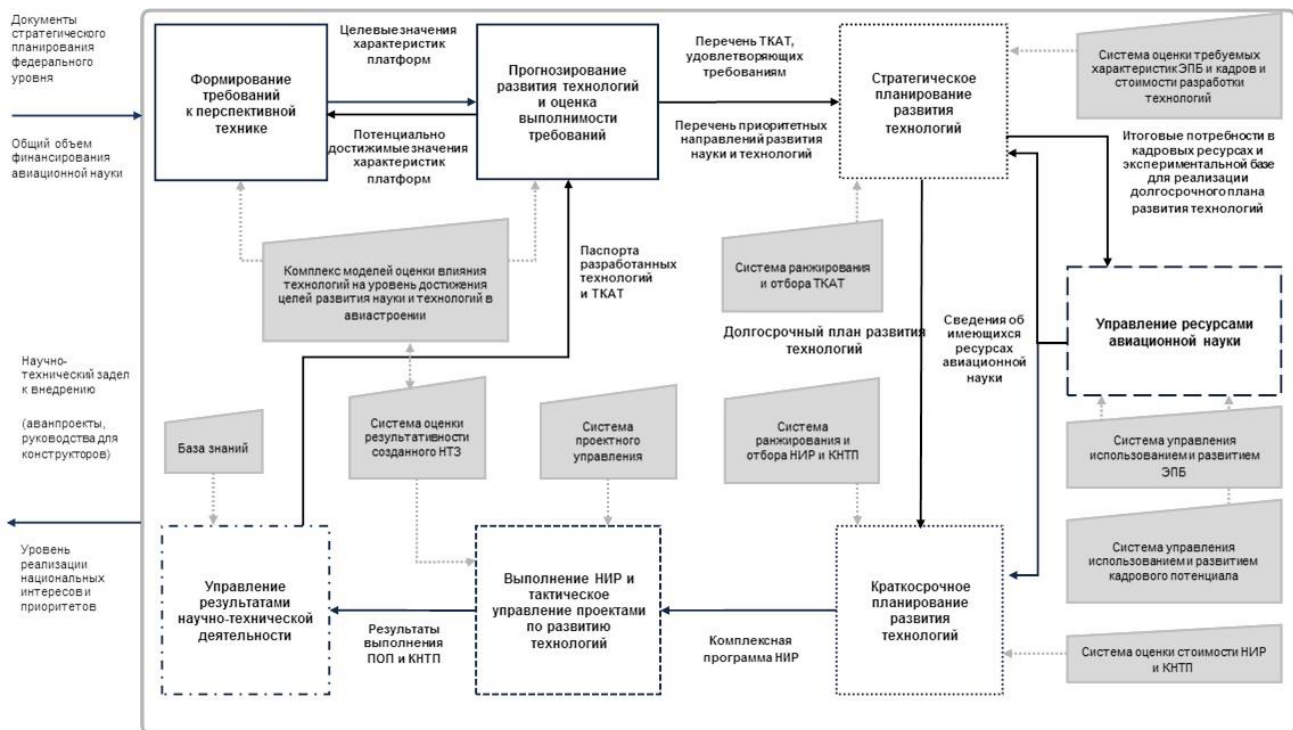 Документы
стратегического
планирования
федерального
уровня
Общий объем
финансирования
авиационной науки
Научно-
технический задел
к внедрению
(аванпроекты,
руководства для
конструкторов)
Уровень
реализации
национальных
интересов и
приоритетов
Формирование
требований
к перспективной
технике
Целевые значения
характеристик
платформ
Потенциально
достижимые значения
характеристик
платформ
Прогнозирование
развития технологий
и оценка
выполнимости
требований
Перечень ТКАТ,
удовлетворяющих
требованиям
Перечень приоритетных
направлений развития
науки и технологий
Стратегическое
планирование
развития
технологий
Система оценки требуемых
характеристик ЭПБ и кадров и
стоимости разработки
технологий
Итоговые потребности в
кадровых ресурсах и
экспериментальной базе
для реализации
долгосрочного плана
развития технологий
Комплекс моделей оценки влияния
технологий на уровень достижения
целей развития науки и технологий в
авиастроении
Паспорта
разработанных
технологий
и ТКАТ
Система ранжирования
и отбора ТКАТ
Долгосрочный план развития
технологий
Сведения об
имеющихся
ресурсах
авиационной
науки
Управление ресурсами
авиационной науки
База знаний
Система оценки
результативности
созданного НТЗ
Система
проектного
управления
Система
ранжирования и
отбора НИР и КНТП
Система управления
использованием и развитием
ЭПБ
Система управления
использованием и развитием
кадрового потенциала
Управление
результатами
научно-технической
деятельности
Результаты
выполнения
ПОП и КНТП
Выполнение НИР и
тактическое
управление проектами
по развитию
технологий
Комплексная
программа НИР
Краткосрочное
планирование
развития
технологий
Система оценки стоимости НИР
и КНТП